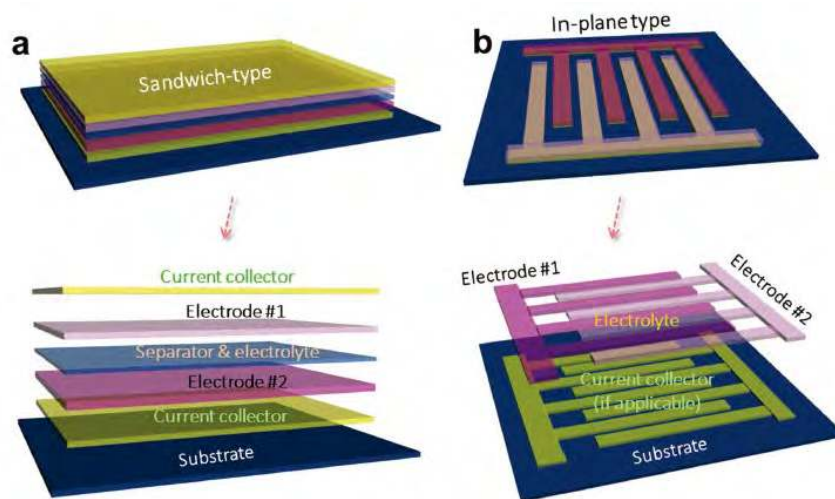 a
Sandwich-type
Current collector
Electrode #1
Separator & electrolyte
Electrode #2
Current collector
Substrate
b
In-plane type
Electrode #1
Electrode #2
Electrolyte
Current collector
(if applicable)
Substrate